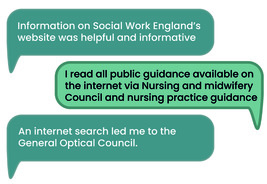 Information on Social Work England's
website was helpful and informative
I read all public guidance available on
the internet via Nursing and midwifery
Council and nursing practice guidance
An internet search led me to the
General Optical Council.